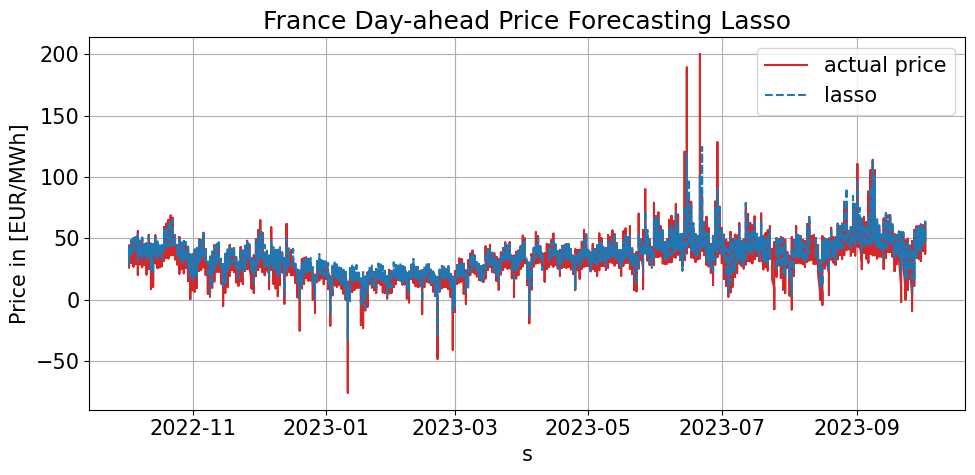 France Day-ahead Price Forecasting Lasso
Price in [EUR/MWh]
200
150
100
50
0
−50
actual price
lasso
2022-11
2023-01
2023-03
2023-05
2023-07
2023-09
s